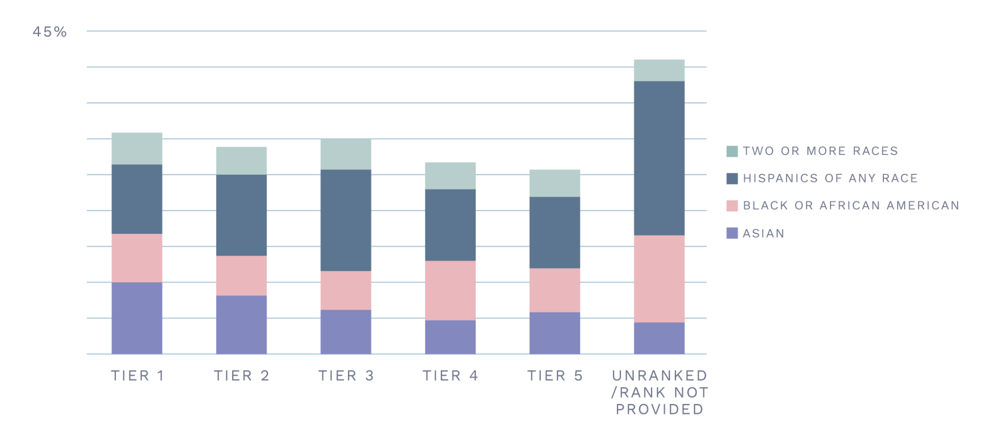 45%
TWO OR MORE RACES
HISPANICS OF ANY RACE
BLACK OR AFRICAN AMERICAN
ASIAN
TIER 1
TIER 2
TIER 3
TIER 4
TIER 5
UNRANKED
/RANK NOT
PROVIDED